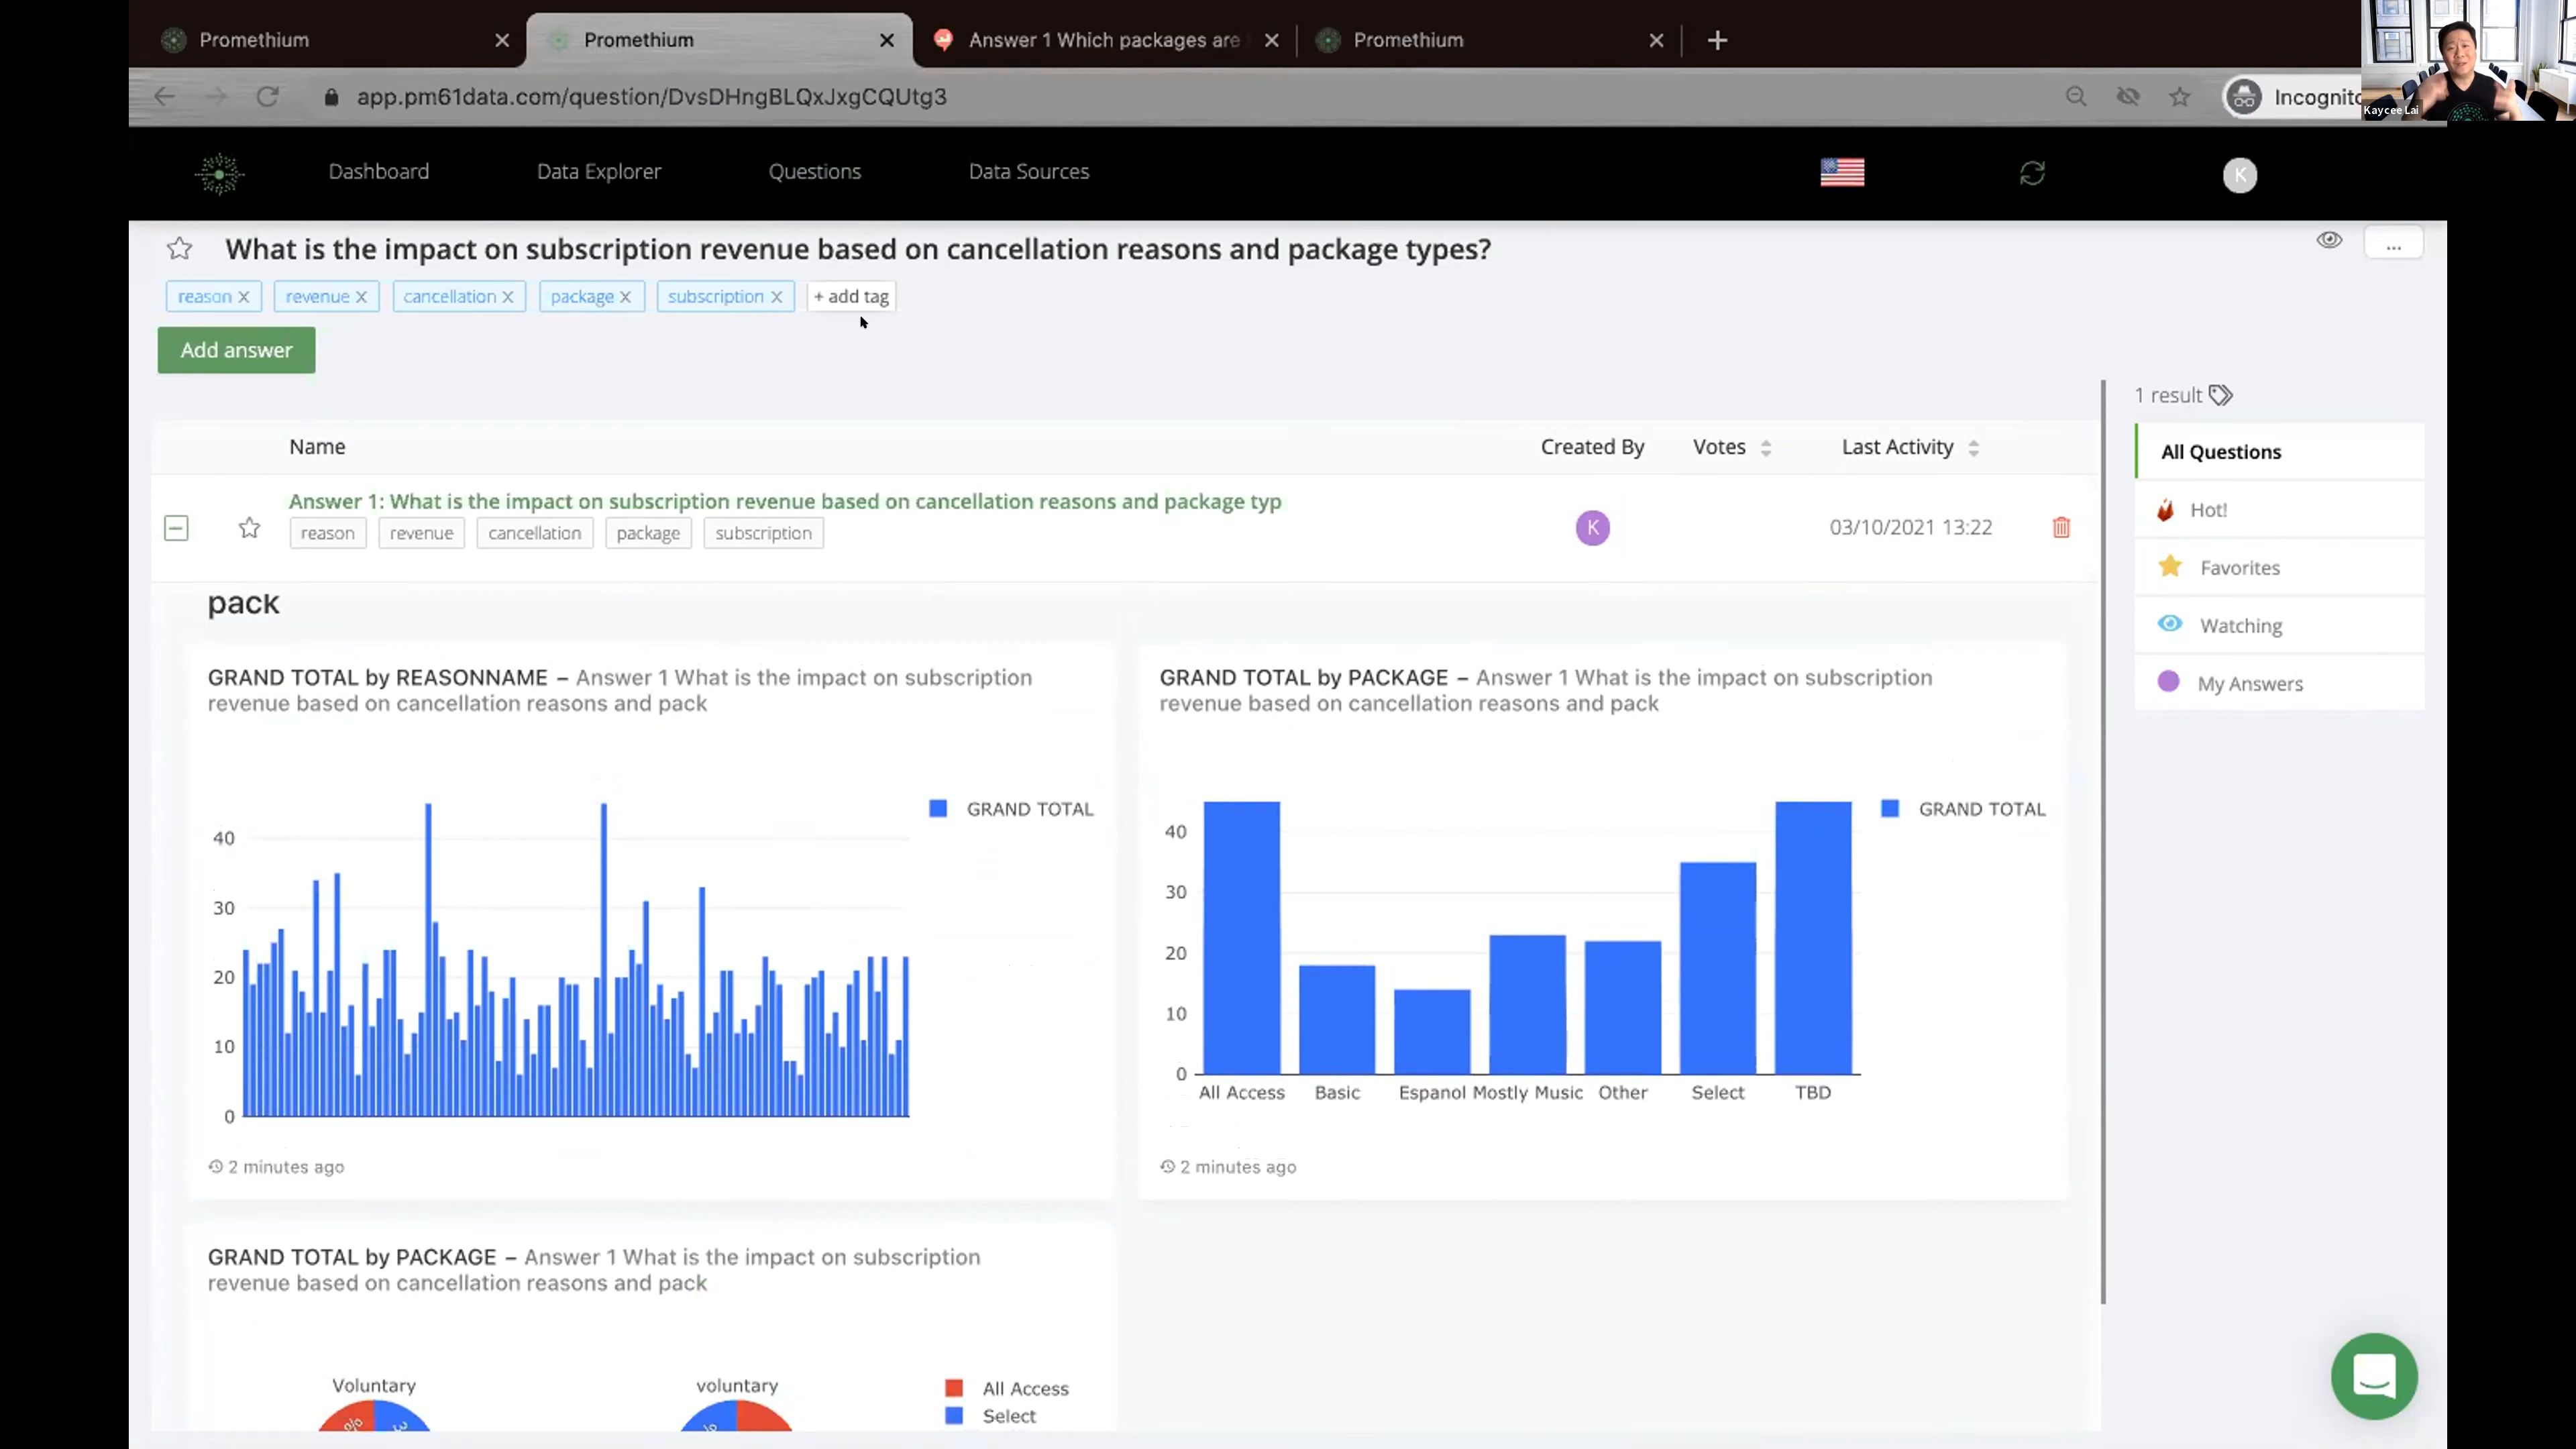 Promethium
Promethium
Answer 1 Which packages are
Promethium
app.pm61data.com/question/DvsDHngBLQxJxgCQUtg3
Incognito
Kaycee Lai
Dashboard
Data Explorer
Questions
Data Sources
K
What is the impact on subscription revenue based on cancellation reasons and package types?
...
reason
revenue
cancellation
package
subscription
+ add tag
Add answer
1 result
All Questions
Hot!
Favorites
Watching
My Answers
Name
Created By
Votes
Last Activity
Answer 1: What is the impact on subscription revenue based on cancellation reasons and package typ
reason
revenue
cancellation
package
subscription
K
03/10/2021 13:22
pack
GRAND TOTAL by REASONNAME – Answer 1 What is the impact on subscription
revenue based on cancellation reasons and pack
GRAND TOTAL
40
30
20
10
0
2 minutes ago
GRAND TOTAL by PACKAGE – Answer 1 What is the impact on subscription
revenue based on cancellation reasons and pack
GRAND TOTAL
40
30
20
10
0
All Access
Basic
Espanol
Mostly Music
Other
Select
TBD
2 minutes ago
GRAND TOTAL by PACKAGE – Answer 1 What is the impact on subscription
revenue based on cancellation reasons and pack
Voluntary
voluntary
All Access
Select